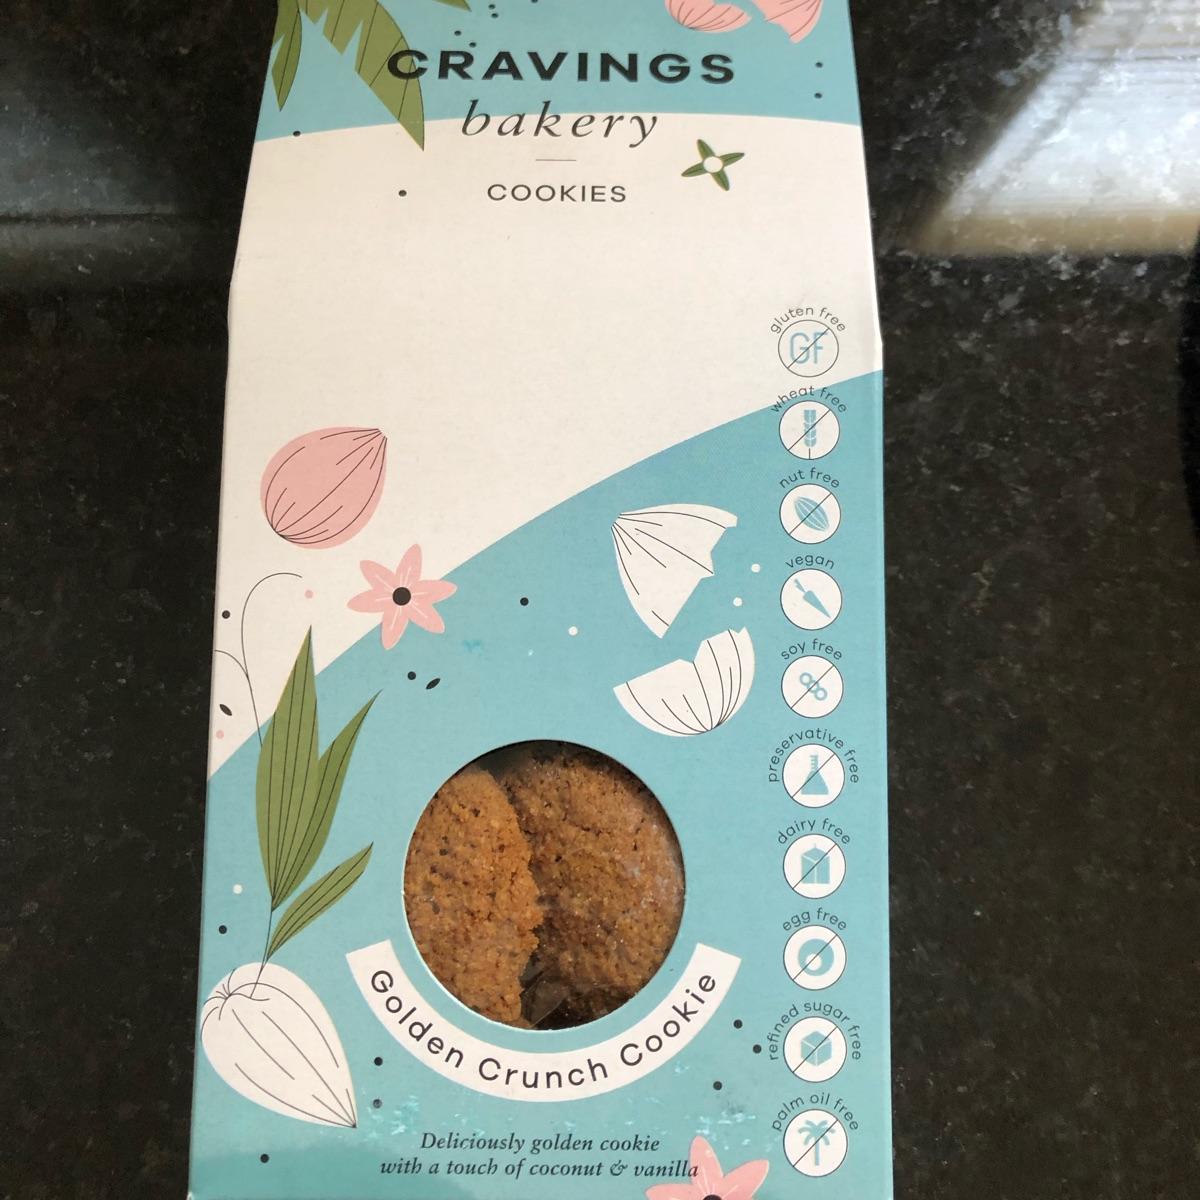 CRAVINGS
bakery
COOKIES
gluten free
GF
wheat free
nut free
vegan
soy free
preservative free
dairy free
egg free
refined sugar free
palm oil free
Golden Crunch Cookie
Deliciously golden cookie
with a touch of coconut & vanilla